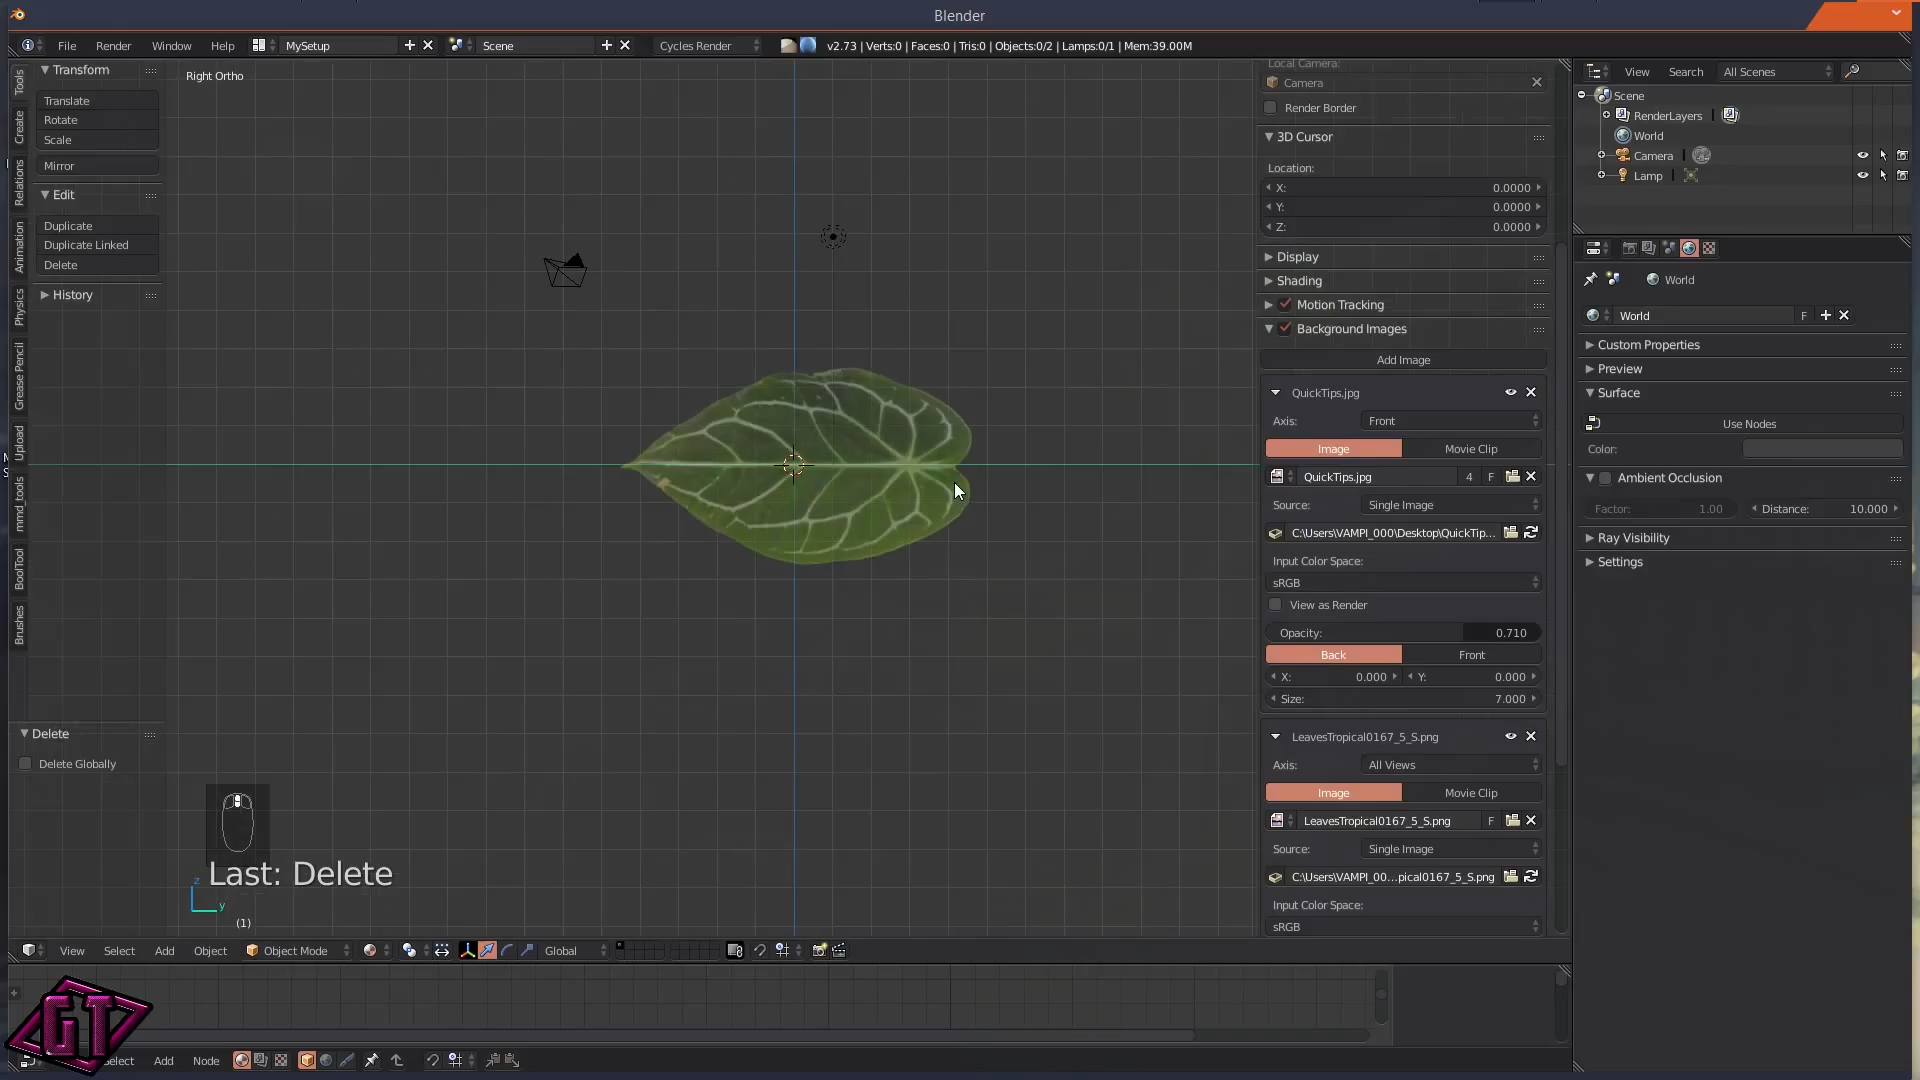 Blender
File Render Window Help MySetup Scene Cycles Render v2.73 | Verts:0 | Faces:0 | Tris:0 | Objects:0/2 | Lamps:0/1 | Mem:39.00M
Tools
Create
Relations
Animation
Physics
Grease Pencil
Upload
mmd_tools
BoolTool
Brushes
Transform
Translate
Rotate
Scale
Mirror
Edit
Duplicate
Duplicate Linked
Delete
History
Delete
Delete Globally
Right Ortho
Last: Delete
z
y
(1)
Local Camera:
Camera
Render Border
3D Cursor
Location:
X: 0.0000
Y: 0.0000
Z: 0.0000
Display
Shading
Motion Tracking
Background Images
Add Image
QuickTips.jpg
Axis: Front
Image Movie Clip
QuickTips.jpg 4 F
Source: Single Image
C:\Users\VAMPI_000\Desktop\QuickTip...
Input Color Space:
sRGB
View as Render
Opacity: 0.710
Back Front
X: 0.000 Y: 0.000
Size: 7.000
LeavesTropical0167_5_S.png
Axis: All Views
Image Movie Clip
LeavesTropical0167_5_S.png F
Source: Single Image
C:\Users\VAMPI_00...pical0167_5_S.png
Input Color Space:
sRGB
View Search All Scenes
Scene
RenderLayers
World
Camera
Lamp
World
World F
Custom Properties
Preview
Surface
Use Nodes
Color:
Ambient Occlusion
Factor: 1.00 Distance: 10.000
Ray Visibility
Settings
View Select Add Object Object Mode Global
GT
Add Node